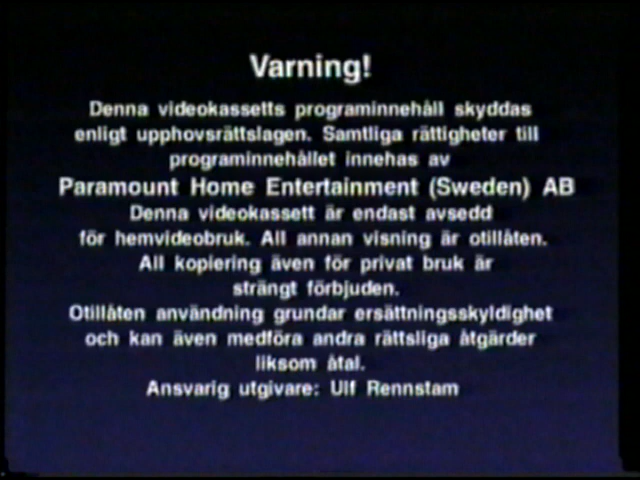 Varning!
Denna videokassetts programinnehåll skyddas
enligt upphovsrättslagen. Samtliga rättigheter till
programinnehållet innehas av
Paramount Home Entertainment (Sweden) AB
Denna videokassett är endast avsedd
för hemvideobruk. All annan visning är otillåten.
All kopiering även för privat bruk är
strängt förbjuden.
Otillåten användning grundar ersättningsskyldighet
och kan även medföra andra rättsliga åtgärder
liksom åtal.
Ansvarig utgivare: Ulf Rennstam